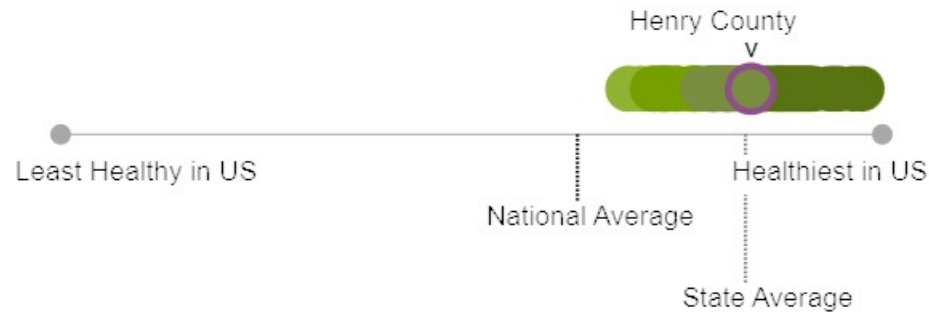 Henry County
v
Least Healthy in US
Healthiest in US
National Average
State Average